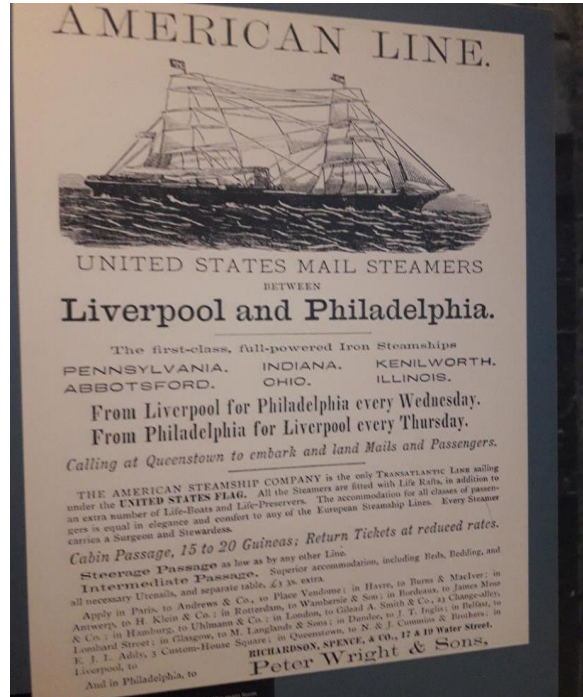 AMERICAN LINE.
UNITED STATES MAIL STEAMERS
BETWEEN
Liverpool and Philadelphia.
The first-class, full-powered Iron Steamships
PENNSYLVANIA. INDIANA. KENILWORTH.
ABBOTSFORD. OHIO. ILLINOIS.
From Liverpool for Philadelphia every Wednesday.
From Philadelphia for Liverpool every Thursday.
Calling at Queenstown to embark and land Mails and Passengers.
THE AMERICAN STEAMSHIP COMPANY is the only TRANSATLANTIC LINE sailing
under the UNITED STATES FLAG. All the Steamers are fitted with Life Rafts, in addition to
an extra number of Life-Boats and Life-Preservers. The accommodation for all classes of passen-
gers is equal in elegance and comfort to any of the European Steamship Lines. Every Steamer
carries a Surgeon and Stewardess.
Cabin Passage, 15 to 20 Guineas; Return Tickets at reduced rates.
Steerage Passage as low as by any other Line.
Intermediate Passage. Superior accommodation, including Beds, Bedding, and
all necessary Utensils, and separate table, £3 3s. extra.
Apply in Paris, to Andrews & Co., 10 Place Vendome; in Havre, to Burns & MacIver; in
Antwerp, to H. Klein & Co.; in Rotterdam, to Wambersie & Son; in Bordeaux, to James Moss
& Co.; in Hamburg, to Uhlmann & Co.; in London, to Gilead A. Smith & Co., 23 Change-alley,
Lombard Street; in Glasgow, to M. Langlands & Sons; in Dundee, to J. T. Inglis; in Belfast, to
E. J. L. Addy, 3 Custom-House Square; in Queenstown, to N. & J. Cummins & Brothers; in
Liverpool, to
RICHARDSON, SPENCE, & CO., 17 & 19 Water Street.
And in Philadelphia, to Peter Wright & Sons,